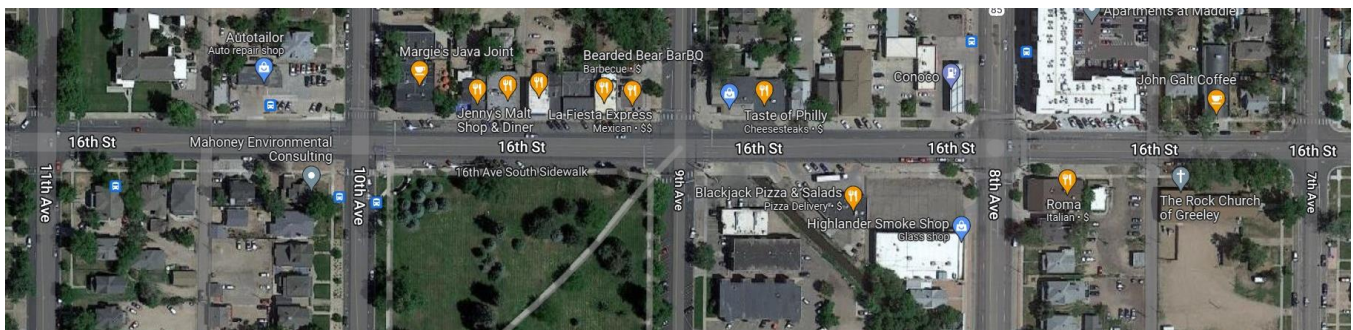 85
Apartments at Maddie
Autotailor
Auto repair shop
Margie's Java Joint
Bearded Bear BarBQ
Barbecue • $
Conoco
John Galt Coffee
Jenny's Malt
Shop & Diner
La Fiesta Express
Mexican • $$
Taste of Philly
Cheesesteaks • $
16th St
Mahoney Environmental
Consulting
16th St
16th St
16th St
16th St
16th St
11th Ave
10th Ave
16th Ave South Sidewalk
9th Ave
8th Ave
7th Ave
Blackjack Pizza & Salads
Pizza Delivery • $
Highlander Smoke Shop
Glass shop
Roma
Italian • $
The Rock Church
of Greeley